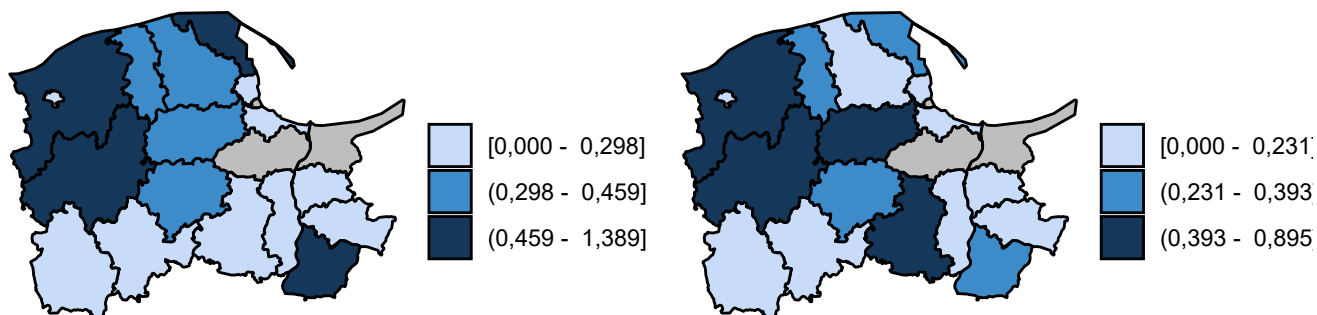 [0,000 - 0,298]
(0,298 - 0,459]
(0,459 - 1,389]
[0,000 - 0,231]
(0,231 - 0,393
(0,393 - 0,895